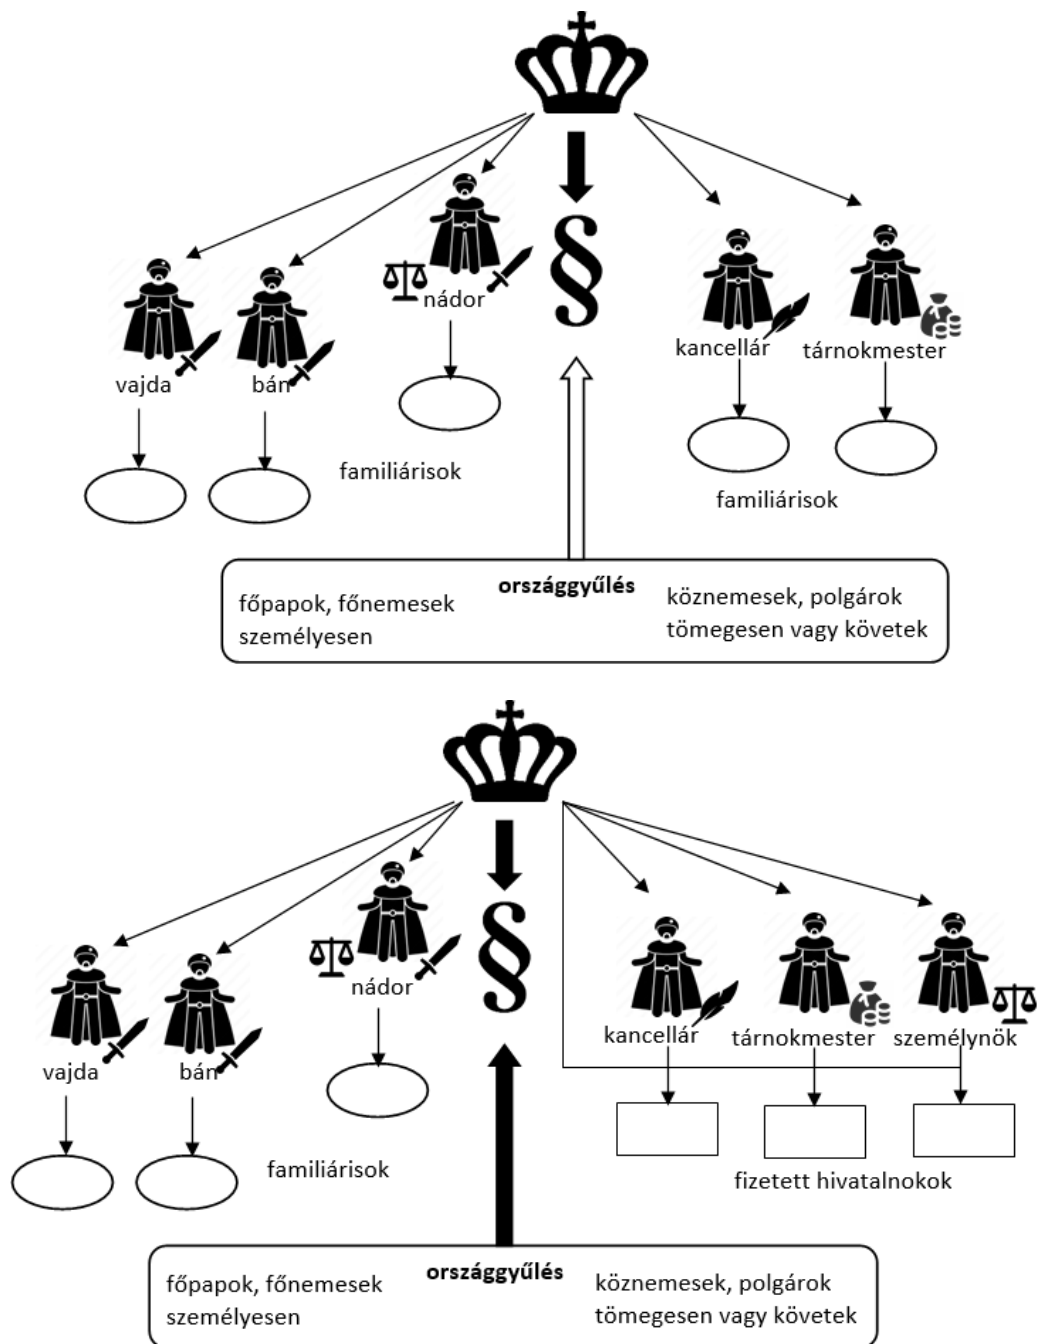 §
nádor
kancellár
tárnokmester
vajda
bán
familiárisok
familiárisok
országgyűlés
főpapok, főnemesek
személyesen
köznemesek, polgárok
tömegesen vagy követek
§
nádor
kancellár
tárnokmester
személynök
vajda
bán
familiárisok
fizetett hivatalnokok
országgyűlés
főpapok, főnemesek
személyesen
köznemesek, polgárok
tömegesen vagy követek